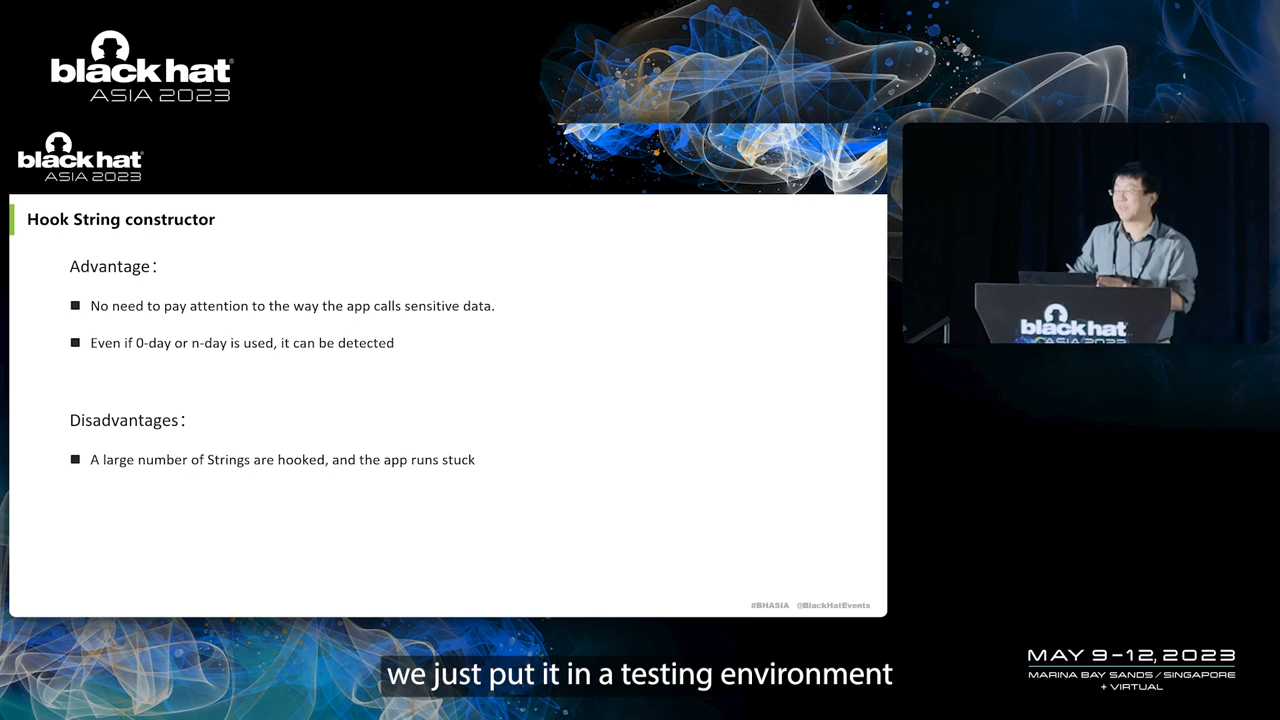 black hat
ASIA 2023
black hat
ASIA 2023
Hook String constructor
Advantage：
No need to pay attention to the way the app calls sensitive data.
Even if 0-day or n-day is used, it can be detected
Disadvantages：
A large number of Strings are hooked, and the app runs stuck
#BHASIA @BlackHatEvents
black hat
ASIA 2023
we just put it in a testing environment
MAY 9-12, 2023
MARINA BAY SANDS / SINGAPORE
+ VIRTUAL